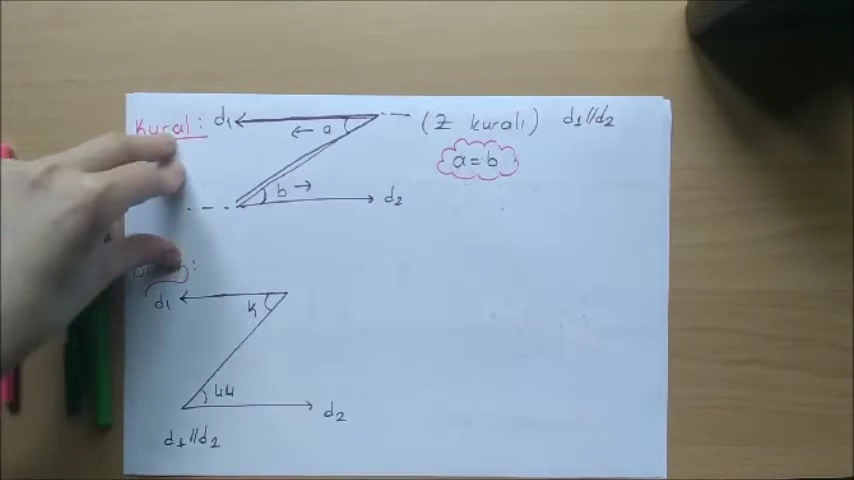 Kural: d₁ (Z kuralı) d₁//d₂
← a
a=b
b → d₂
d₁
K
44
d₂
d₁//d₂